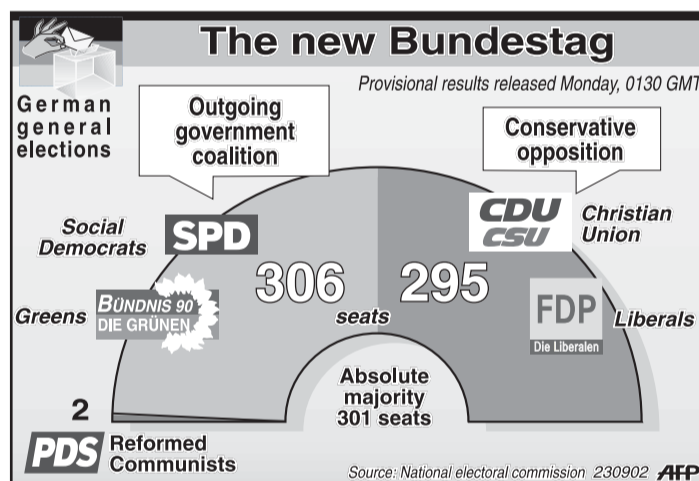 The new Bundestag
Provisional results released Monday, 0130 GMT
German
general
elections
Outgoing
government
coalition
Conservative
opposition
Social
Democrats
SPD
CDU
CSU
Christian
Union
Greens
BÜNDNIS 90
DIE GRÜNEN
306
295
seats
FDP
Die Liberalen
Liberals
Absolute
majority
301 seats
2
PDS
Reformed
Communists
Source: National electoral commission 230902 AFP